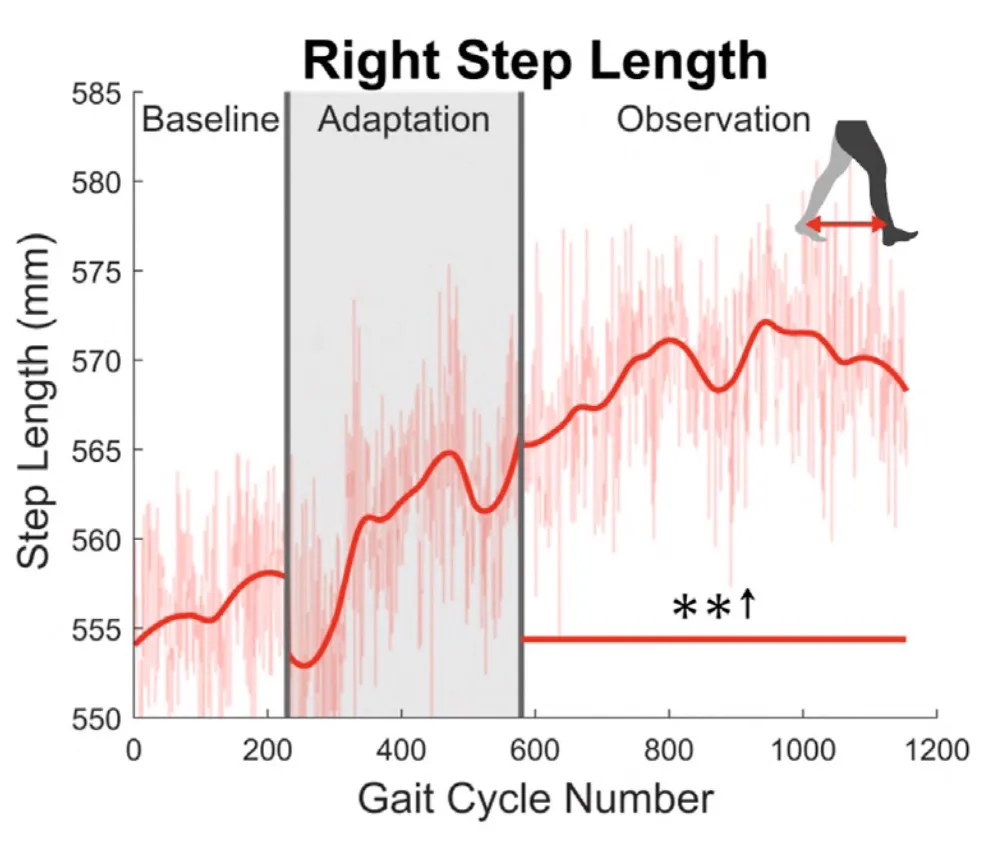 Right Step Length
Baseline Adaptation Observation
Step Length (mm)
585
580
575
570
565
560
555
550
**↑
0 200 400 600 800 1000 1200
Gait Cycle Number